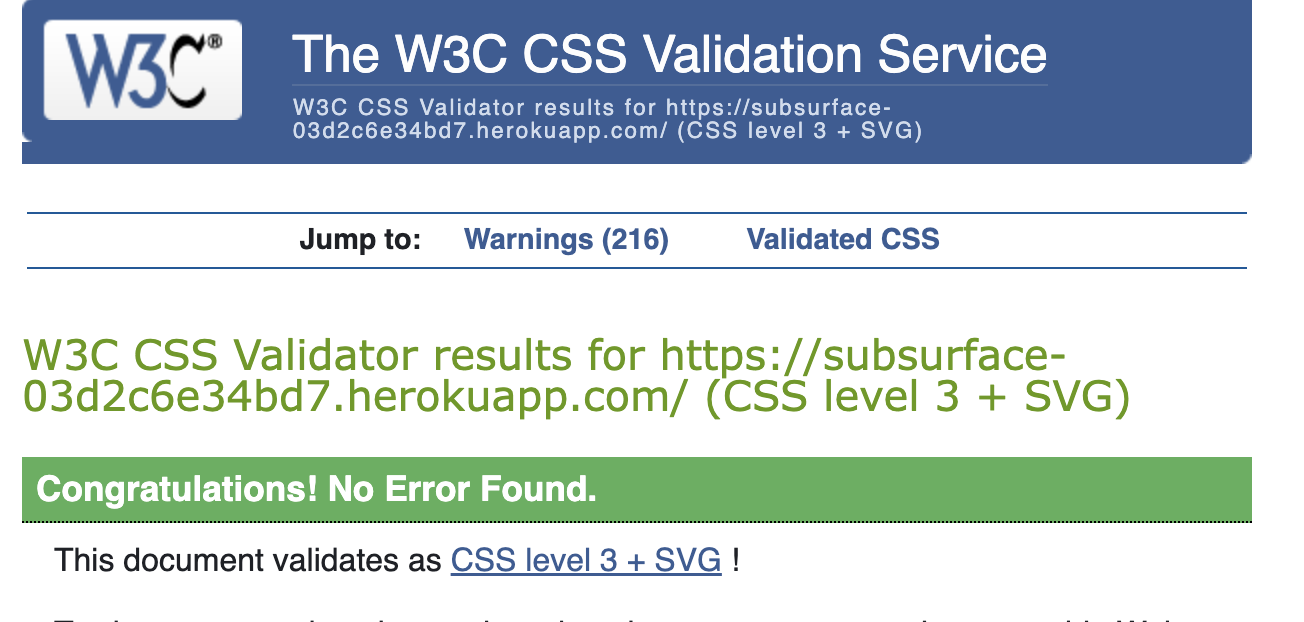 W3C®
The W3C CSS Validation Service
W3C CSS Validator results for https://subsurface-
03d2c6e34bd7.herokuapp.com/ (CSS level 3 + SVG)
Jump to: Warnings (216) Validated CSS
W3C CSS Validator results for https://subsurface-
03d2c6e34bd7.herokuapp.com/ (CSS level 3 + SVG)
Congratulations! No Error Found.
This document validates as CSS level 3 + SVG !